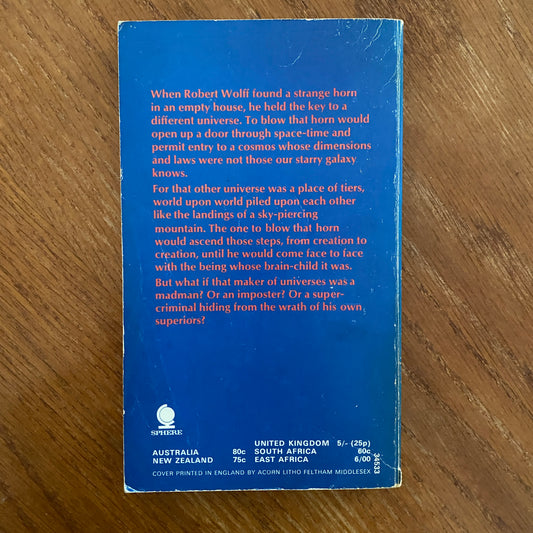 When Robert Wolff found a strange horn
in an empty house, he held the key to a
different universe. To blow that horn would
open up a door through space-time and
permit entry to a cosmos whose dimensions
and laws were not those our starry galaxy
knows.
For that other universe was a place of tiers,
world upon world piled upon each other
like the landings of a sky-piercing
mountain. The one to blow that horn
would ascend those steps, from creation to
creation, until he would come face to face
with the being whose brain-child it was.
But what if that maker of universes was a
madman? Or an imposter? Or a super-
criminal hiding from the wrath of his own
superiors?
SPHERE
UNITED KINGDOM 5/- (25p)
AUSTRALIA 80c SOUTH AFRICA 60c
NEW ZEALAND 75c EAST AFRICA 6/00
COVER PRINTED IN ENGLAND BY ACORN LITHO FELTHAM MIDDLESEX
34533